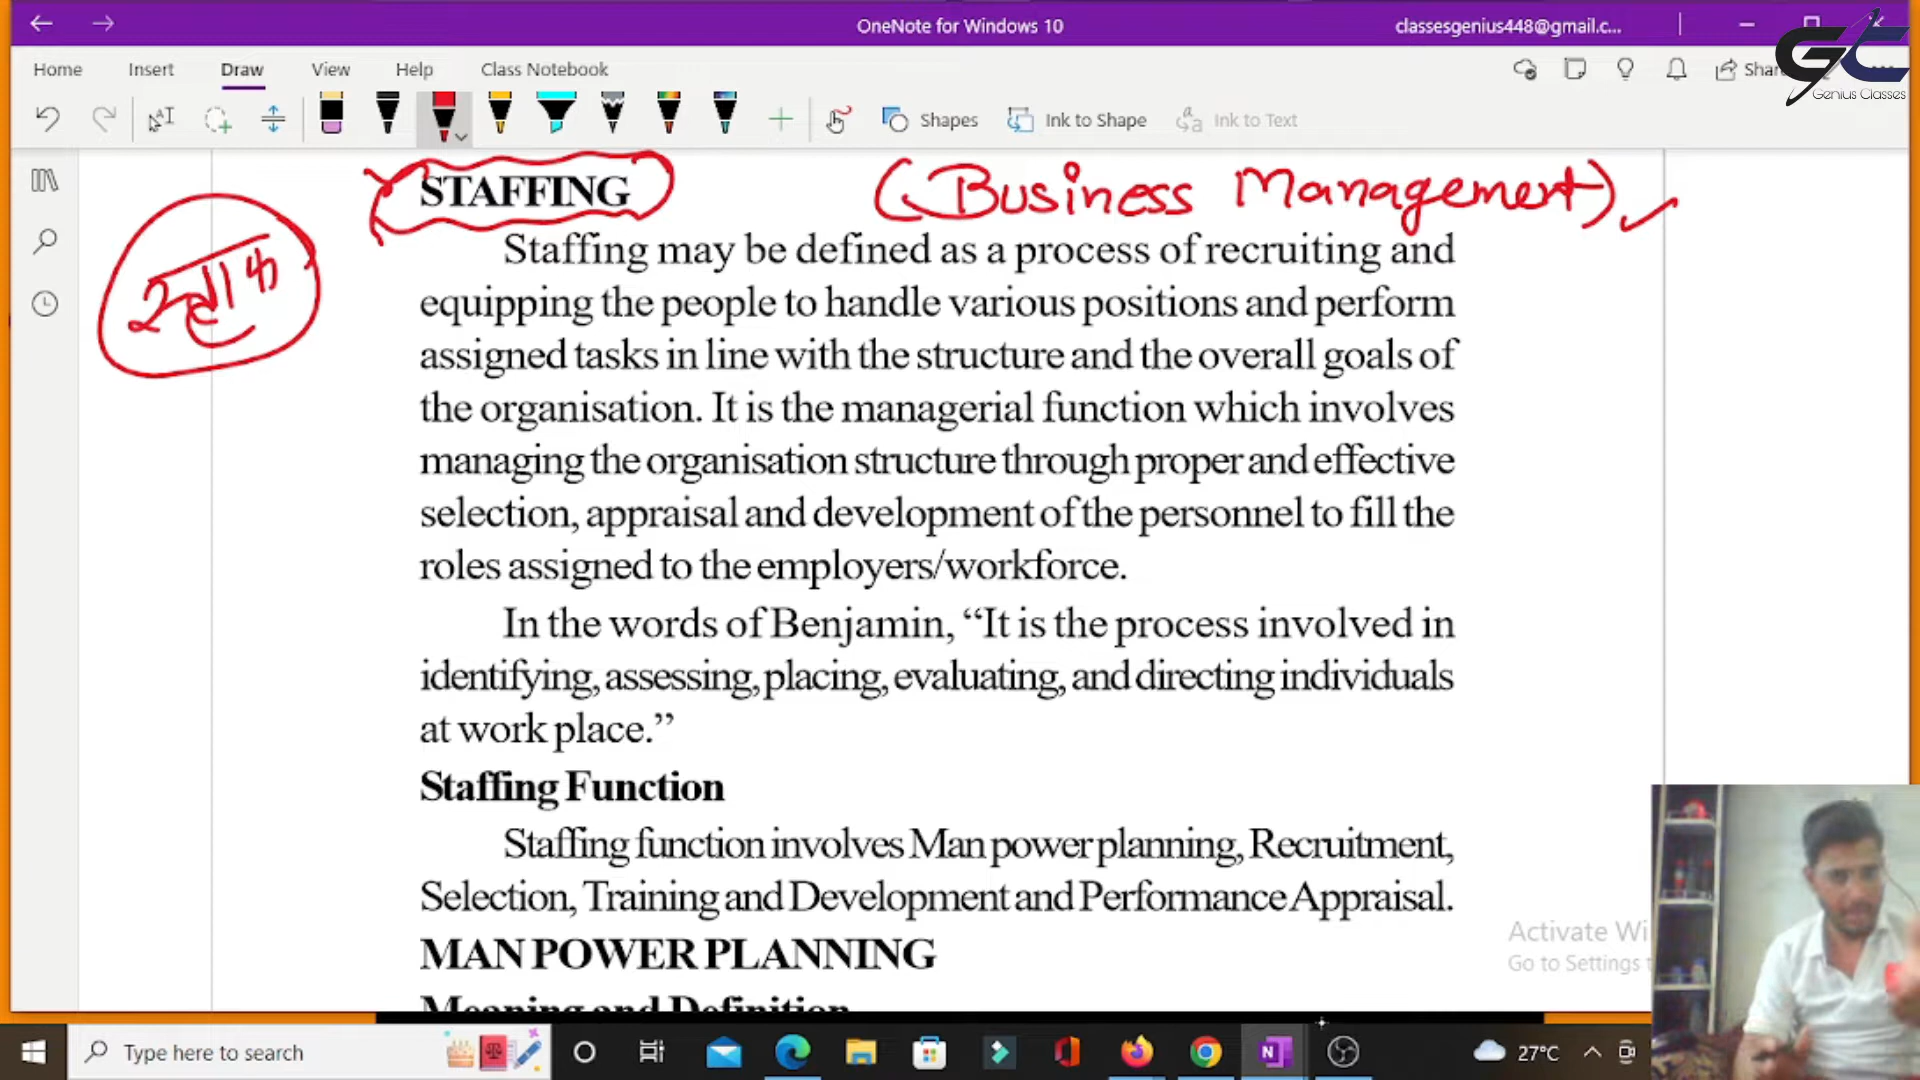 OneNote for Windows 10
classesgenius448@gmail.c...
Home Insert Draw View Help Class Notebook
Shar
GC
Genius Classes
Shapes Ink to Shape Ink to Text
STAFFING (Business Management)
Staffing may be defined as a process of recruiting and
equipping the people to handle various positions and perform
assigned tasks in line with the structure and the overall goals of
the organisation. It is the managerial function which involves
managing the organisation structure through proper and effective
selection, appraisal and development of the personnel to fill the
roles assigned to the employers/workforce.
In the words of Benjamin, “It is the process involved in
identifying, assessing, placing, evaluating, and directing individuals
at work place.”
Staffing Function
Staffing function involves Man power planning, Recruitment,
Selection, Training and Development and Performance Appraisal.
MAN POWER PLANNING
Meaning and Definition
Activate Wi
Go to Settings t
Type here to search
27°C